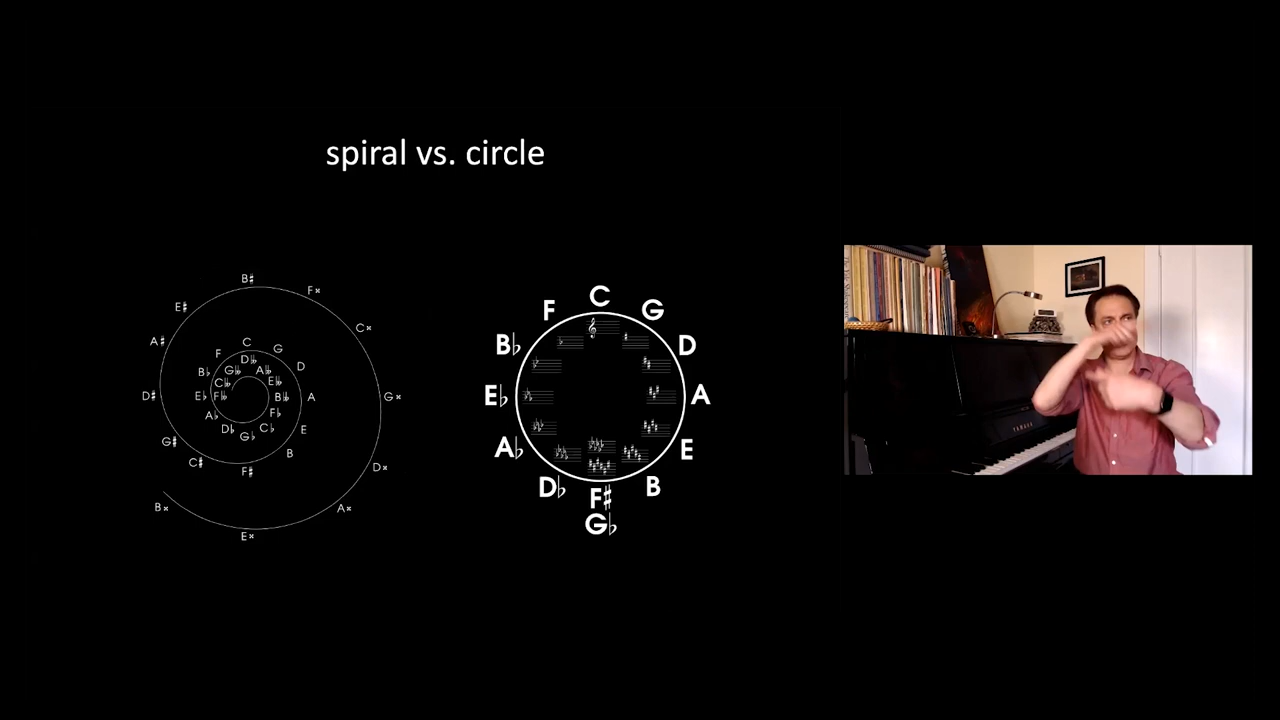 spiral vs. circle
B♯
F𝄪
E♯
C𝄪
A♯
C
F
G
D♭♭
B♭
G♭♭
A♭♭
D
C♭♭
E♭♭
D♯
E♭
F♭
B♭♭
A
G𝄪
A♭
F♭
D♭
C♭
G♭
E
G♯
B
C♯
F♯
D𝄪
B𝄪
A𝄪
E𝄪
C
F
G
B♭
D
E♭
A
A♭
E
D♭
B
F♯
G♭
YAMAHA